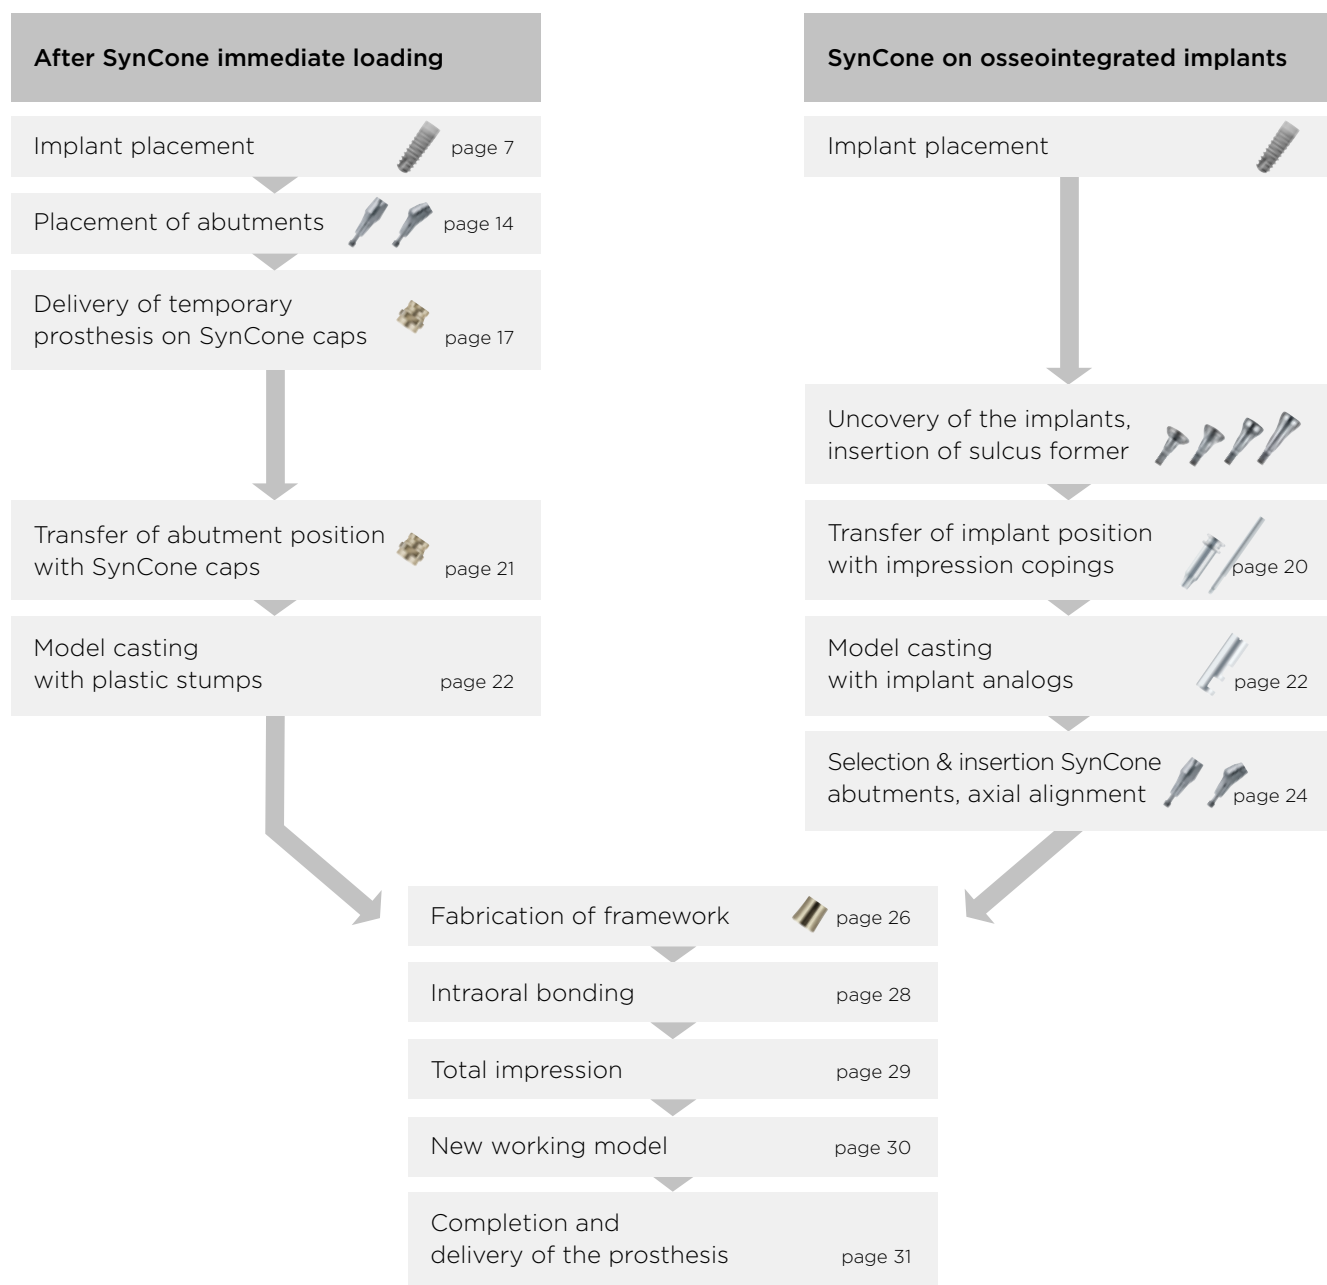 After SynCone immediate loading
Implant placement page 7
Placement of abutments page 14
Delivery of temporary
prosthesis on SynCone caps page 17
Transfer of abutment position
with SynCone caps page 21
Model casting
with plastic stumps page 22
SynCone on osseointegrated implants
Implant placement
Uncovery of the implants,
insertion of sulcus former
Transfer of implant position
with impression copings page 20
Model casting
with implant analogs page 22
Selection & insertion SynCone
abutments, axial alignment page 24
Fabrication of framework page 26
Intraoral bonding page 28
Total impression page 29
New working model page 30
Completion and
delivery of the prosthesis page 31